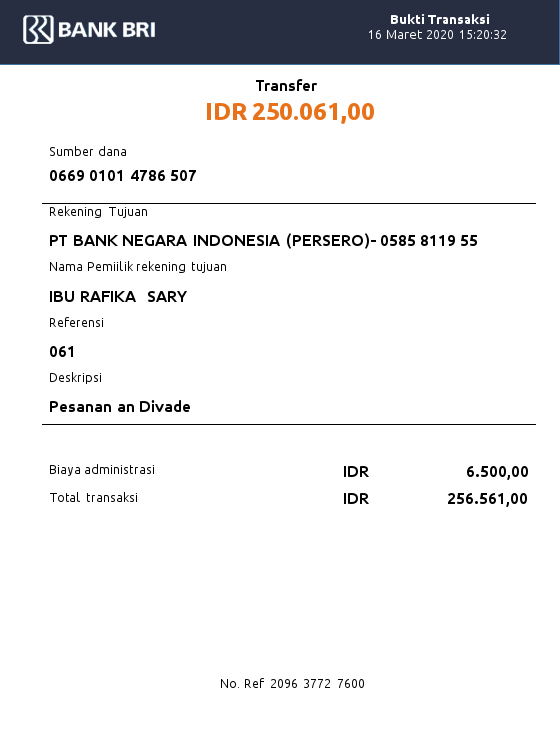 BANK BRI
Bukti Transaksi
16 Maret 2020 15:20:32
Transfer
IDR 250.061,00
Sumber dana
0669 0101 4786 507
Rekening Tujuan
PT BANK NEGARA INDONESIA (PERSERO)- 0585 8119 55
Nama Pemiilik rekening tujuan
IBU RAFIKA SARY
Referensi
061
Deskripsi
Pesanan an Divade
Biaya administrasi IDR 6.500,00
Total transaksi IDR 256.561,00
No. Ref 2096 3772 7600